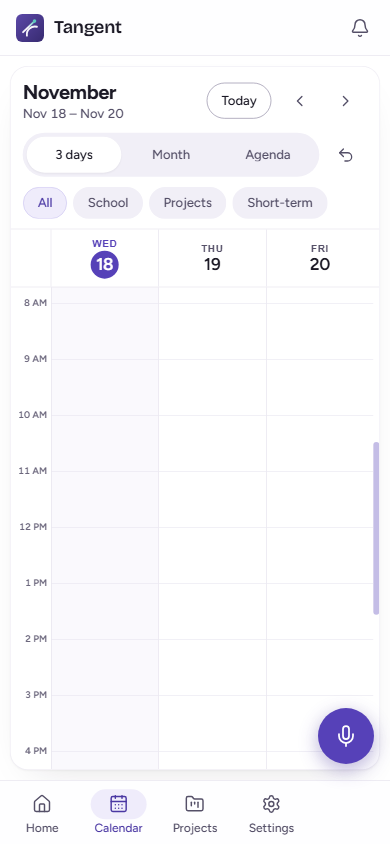 Tangent
November
Nov 18 – Nov 20
Today
3 days Month Agenda
All School Projects Short-term
WED THU FRI
18 19 20
8 AM
9 AM
10 AM
11 AM
12 PM
1 PM
2 PM
3 PM
4 PM
Home Calendar Projects Settings